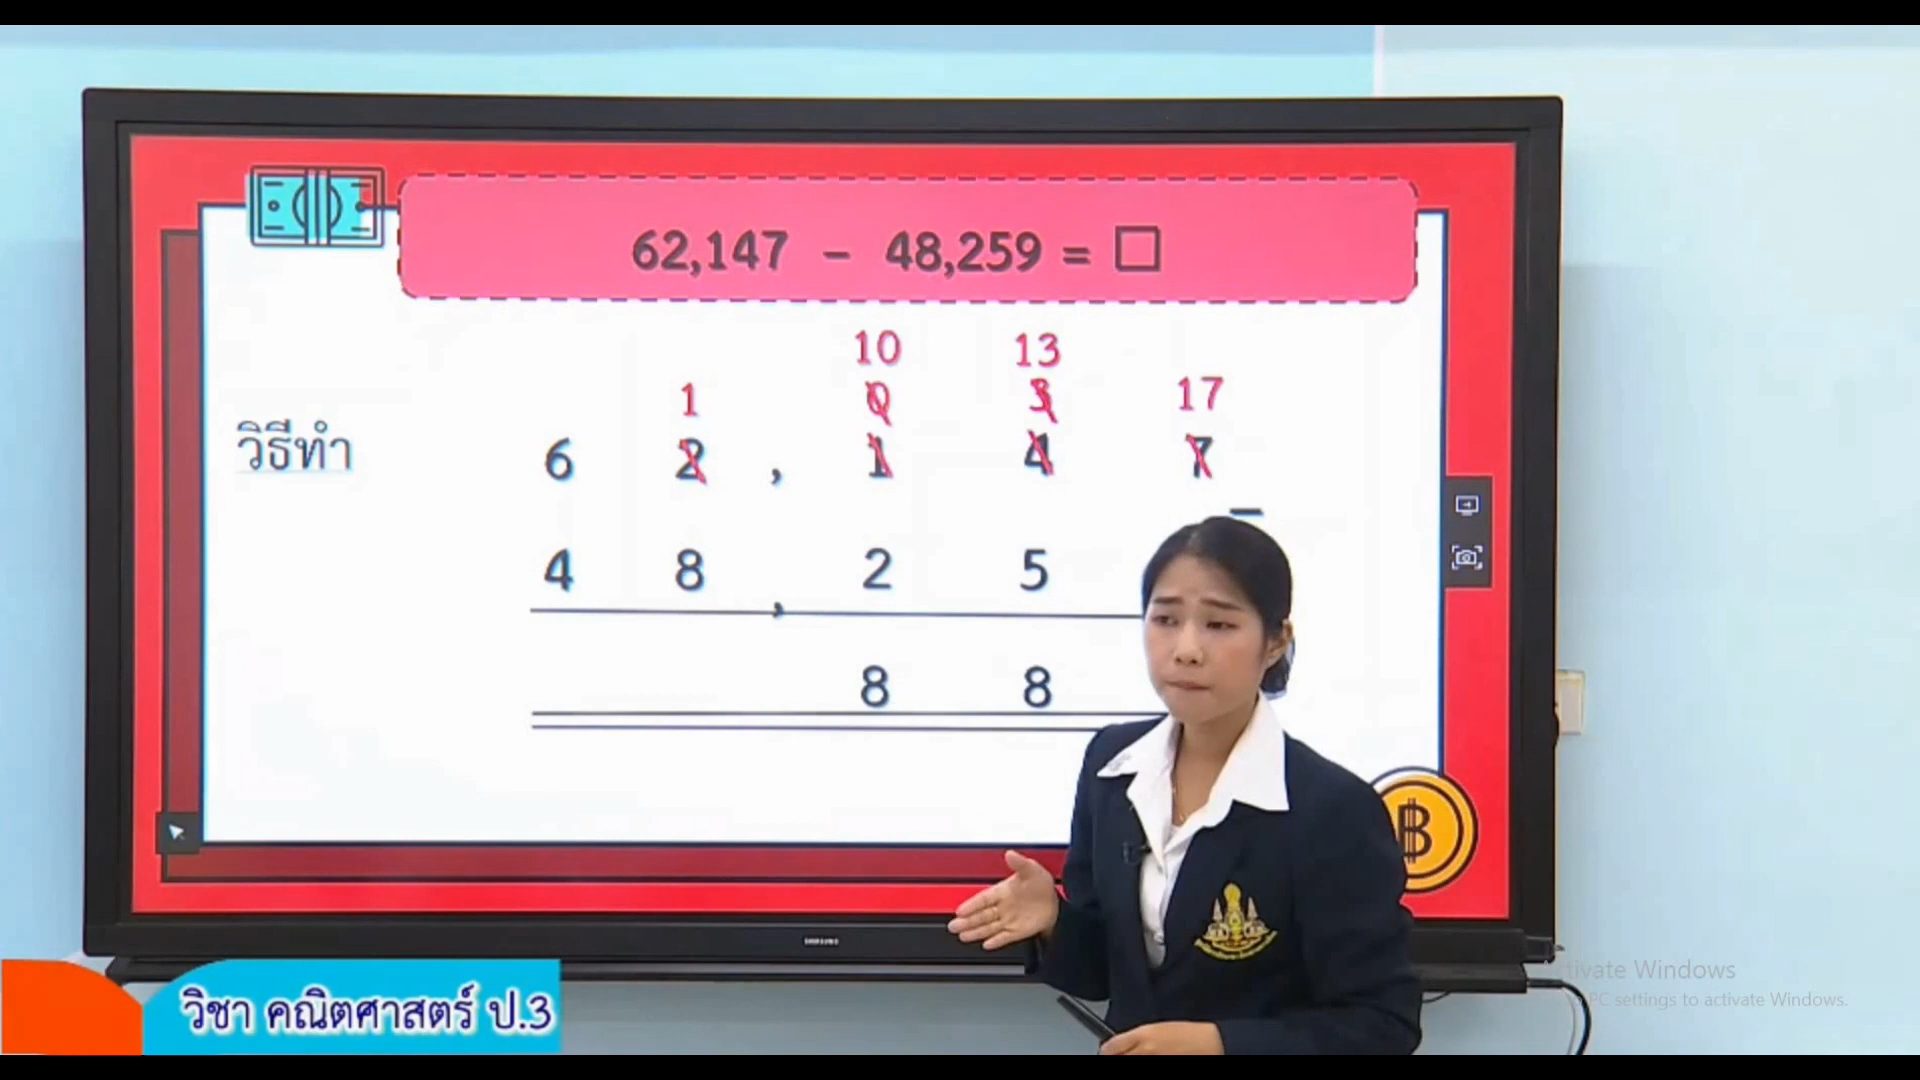 62,147 - 48,259 = □
10 13
1 0 3 17
วิธีทำ 6 2 , 1 4 7
-
4 8 , 2 5
8 8
SAMSUNG
วิชา คณิตศาสตร์ ป.3
tivate Windows
PC settings to activate Windows.